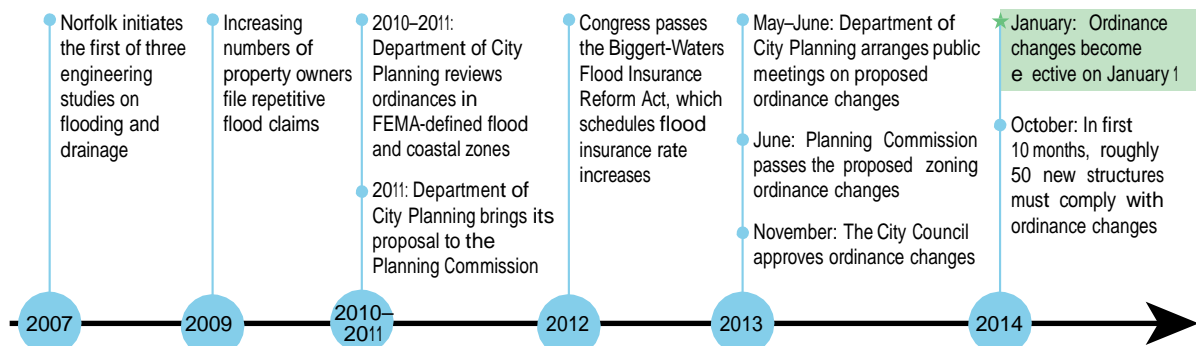 Norfolk initiates
the first of three
engineering
studies on
flooding and
drainage
Increasing
numbers of
property owners
file repetitive
flood claims
2010–2011:
Department of City
Planning reviews
ordinances in
FEMA-defined flood
and coastal zones
2011: Department of
City Planning brings its
proposal to the
Planning Commission
Congress passes
the Biggert-Waters
Flood Insurance
Reform Act, which
schedules flood
insurance rate
increases
May–June: Department of
City Planning arranges public
meetings on proposed
ordinance changes
June: Planning Commission
passes the proposed zoning
ordinance changes
November: The City Council
approves ordinance changes
January: Ordinance
changes become
e ective on January 1
October: In first
10 months, roughly
50 new structures
must comply with
ordinance changes
2007
2009
2010–
2011
2012
2013
2014